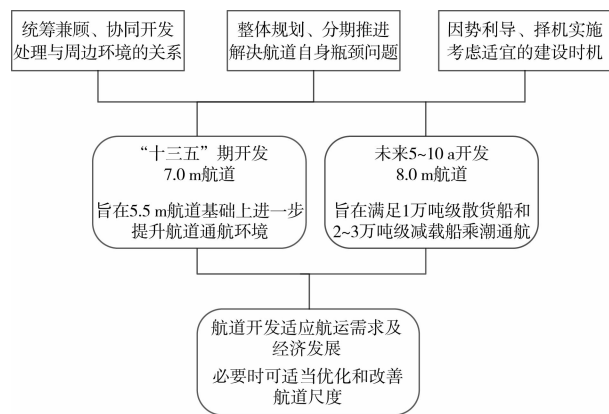 统筹兼顾、协同开发
处理与周边环境的关系
整体规划、分期推进
解决航道自身瓶颈问题
因势利导、择机实施
考虑适宜的建设时机
“十三五”期开发
7.0 m航道
旨在5.5 m航道基础上进一步
提升航道通航环境
未来5~10 a开发
8.0 m航道
旨在满足1万吨级散货船和
2~3万吨级减载船乘潮通航
航道开发适应航运需求及
经济发展
必要时可适当优化和改善
航道尺度